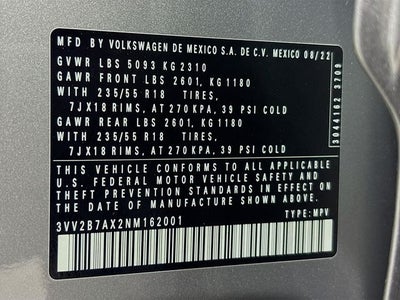 MFD BY VOLKSWAGEN DE MEXICO S.A. DE C.V. MEXICO 08/22
GVWR LBS 5093 KG 2310
GAWR FRONT LBS 2601, KG 1180
WITH 235/55 R18 TIRES,
7JX18 RIMS, AT 270 KPA, 39 PSI COLD
GAWR REAR LBS 2601, KG 1180
WITH 235/55 R18 TIRES,
7JX18 RIMS, AT 270 KPA, 39 PSI COLD
THIS VEHICLE CONFORMS TO ALL APPLICABLE
U.S. FEDERAL MOTOR VEHICLE SAFETY AND
THEFT PREVENTION STANDARDS IN EFFECT ON
THE DATE OF MANUFACTURE SHOWN ABOVE.
3VV2B7AX2NM162001 TYPE: MPV
3044162 3709